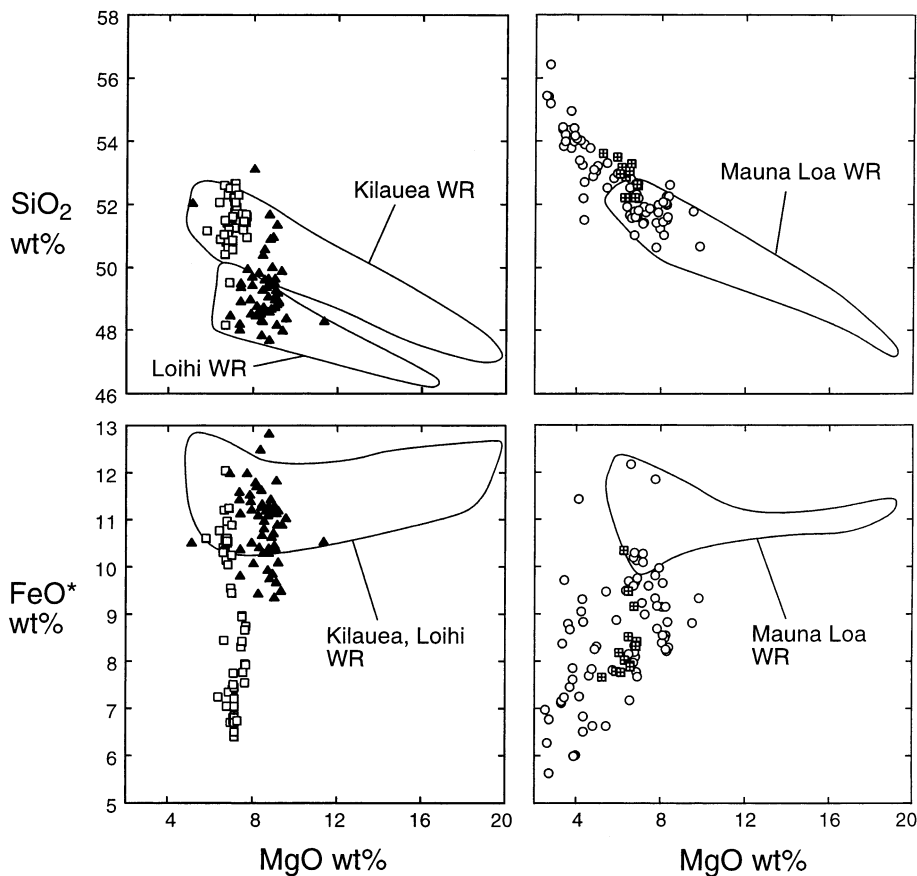 58
56
54
52
50
48
46
SiO₂
wt%
Kilauea WR
Loihi WR
Mauna Loa WR
13
12
11
10
9
8
7
6
5
FeO*
wt%
Kilauea, Loihi
WR
Mauna Loa
WR
4 8 12 16 20
4 8 12 16 20
MgO wt%
MgO wt%